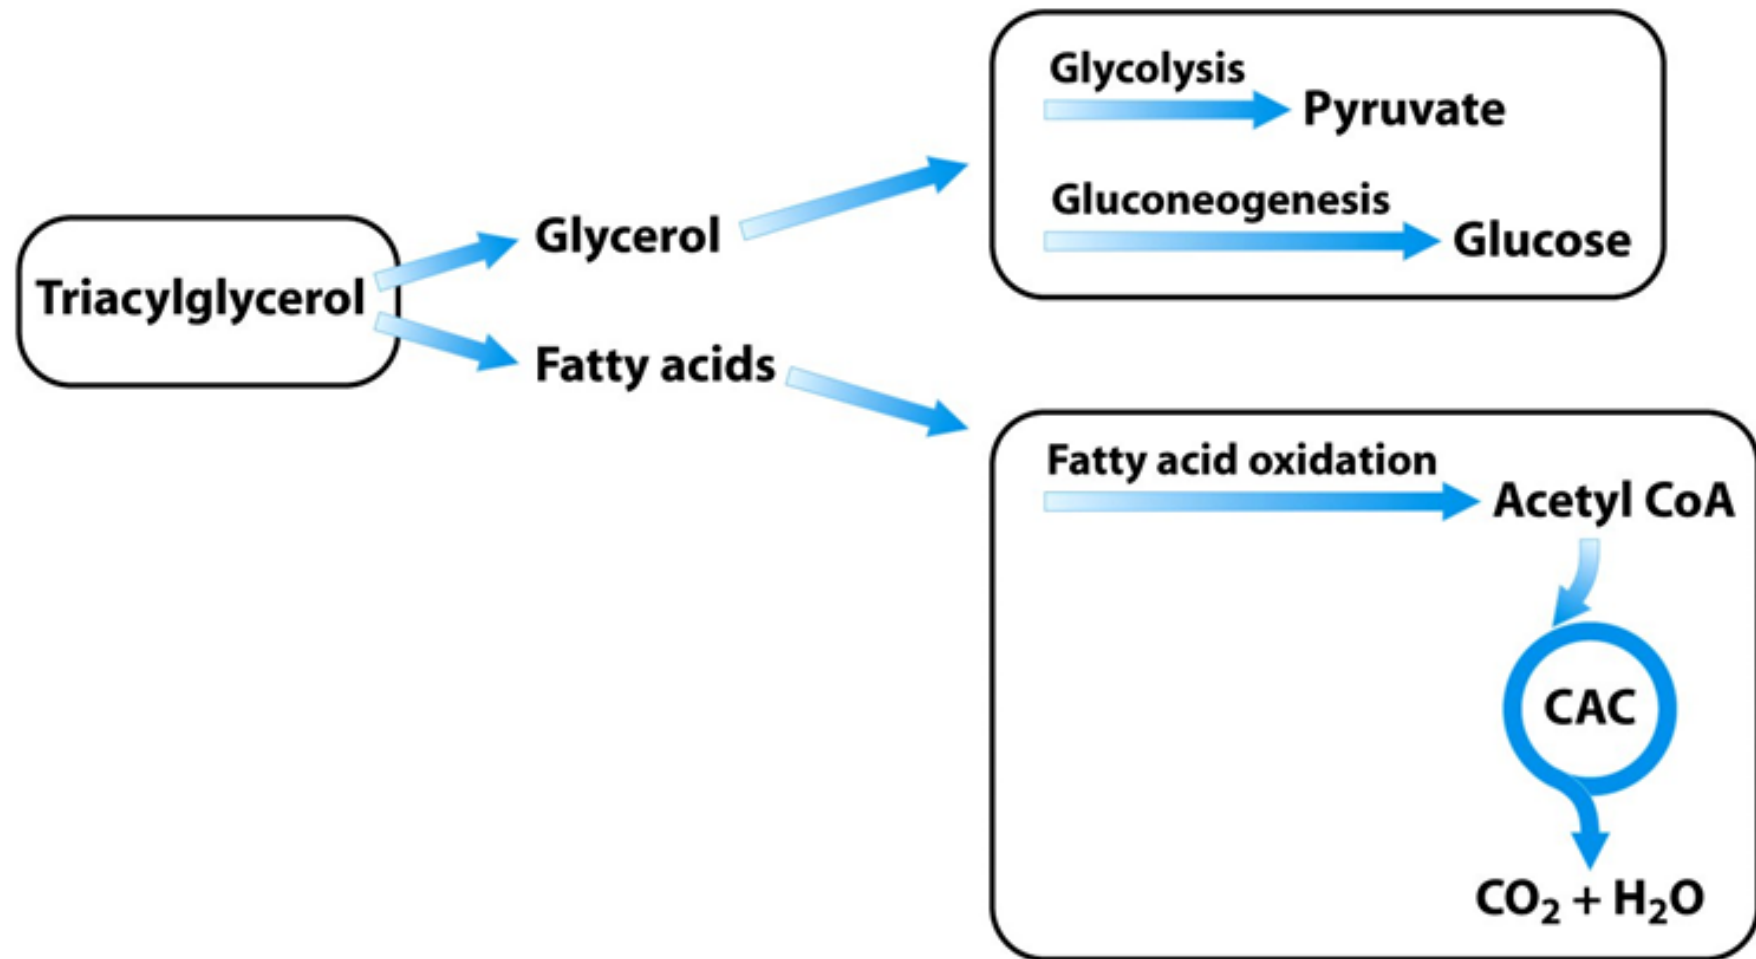 Triacylglycerol
Glycerol
Fatty acids
Glycolysis
Pyruvate
Gluconeogenesis
Glucose
Fatty acid oxidation
Acetyl CoA
CAC
CO₂ + H₂O